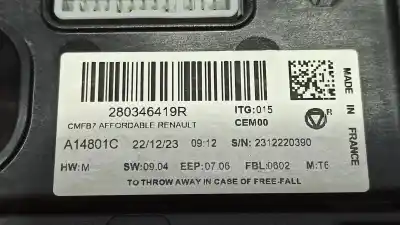 280346419R
ITG:015
CMFB7 AFFORDABLE RENAULT
CEM00
R
A14801C 22/12/23 09:12 S/N: 2312220390
HW:M SW:09.04 EEP:07.06 FBL:0602 M:T6
TO THROW AWAY IN CASE OF FREE-FALL
MADE IN FRANCE